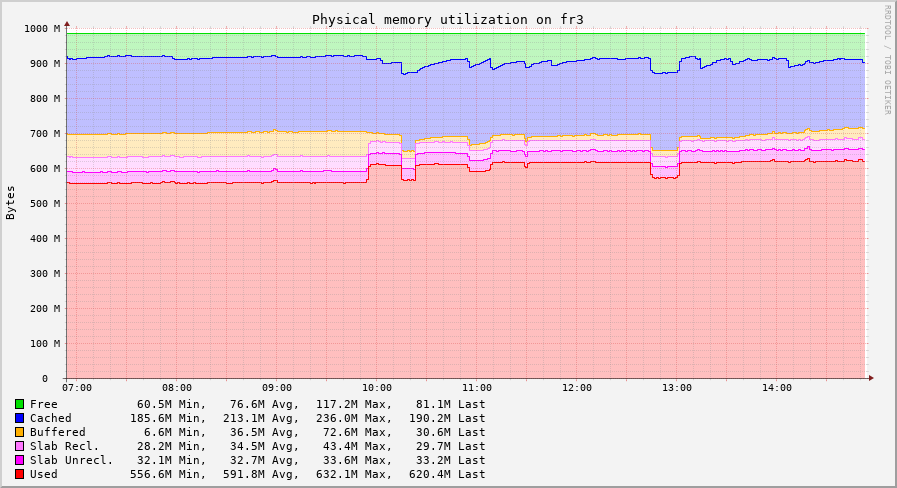 Physical memory utilization on fr3
RRDTOOL / TOBI OETIKER
Bytes
1000 M
900 M
800 M
700 M
600 M
500 M
400 M
300 M
200 M
100 M
0
07:00 08:00 09:00 10:00 11:00 12:00 13:00 14:00
Free 60.5M Min, 76.6M Avg, 117.2M Max, 81.1M Last
Cached 185.6M Min, 213.1M Avg, 236.0M Max, 190.2M Last
Buffered 6.6M Min, 36.5M Avg, 72.6M Max, 30.6M Last
Slab Recl. 28.2M Min, 34.5M Avg, 43.4M Max, 29.7M Last
Slab Unrecl. 32.1M Min, 32.7M Avg, 33.6M Max, 33.2M Last
Used 556.6M Min, 591.8M Avg, 632.1M Max, 620.4M Last